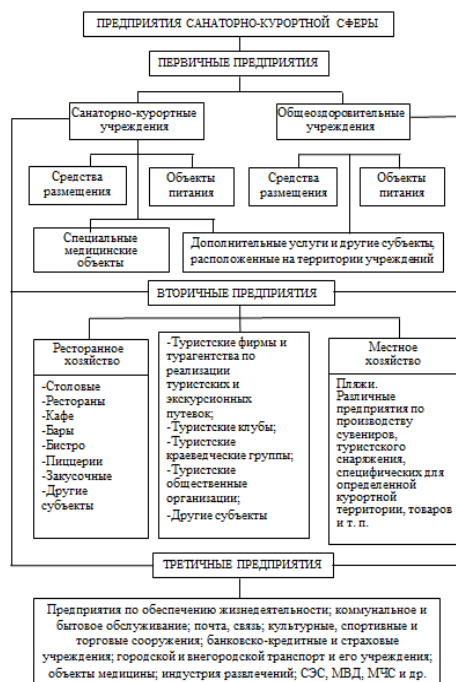 ПРЕДПРИЯТИЯ САНАТОРНО-КУРОРТНОЙ СФЕРЫ
ПЕРВИЧНЫЕ ПРЕДПРИЯТИЯ
Санаторно-курортные
учреждения
Общеоздоровительные
учреждения
Средства
размещения
Объекты
питания
Средства
размещения
Объекты
питания
Специальные
медицинские
объекты
Дополнительные услуги и другие субъекты,
расположенные на территории учреждений
ВТОРИЧНЫЕ ПРЕДПРИЯТИЯ
Ресторанное
хозяйство
-Столовые
-Рестораны
-Кафе
-Бары
-Бистро
-Пиццерии
-Закусочные
-Другие
субъекты
-Туристские фирмы и
турагентства по
реализации
туристских и
экскурсионных
путевок;
-Туристские клубы;
-Туристские
краеведческие группы;
-Туристские
общественные
организации;
-Другие субъекты
Местное
хозяйство
Пляжи.
Различные
предприятия по
производству
сувениров,
туристского
снаряжения,
специфических для
определенной
курортной
территории, товаров
и т. п.
ТРЕТИЧНЫЕ ПРЕДПРИЯТИЯ
Предприятия по обеспечению жизнедеятельности; коммунальное и
бытовое обслуживание; почта, связь; культурные, спортивные и
торговые сооружения; банковско-кредитные и страховые
учреждения; городской и внегородской транспорт и его учреждения;
объекты медицины; индустрия развлечений; СЭС, МВД, МЧС и др.